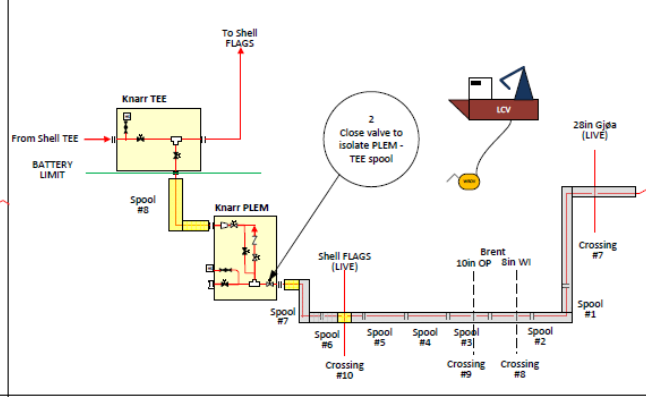 To Shell
FLAGS
Knarr TEE
From Shell TEE
BATTERY
LIMIT
Spool
#8
Knarr PLEM
2
Close valve to
isolate PLEM -
TEE spool
LCV
WROV
28in Gjøa
(LIVE)
Shell FLAGS
(LIVE)
Brent
10in OP
8in WI
Crossing
#7
Spool
#7
Spool
#6
Spool
#5
Spool
#4
Spool
#3
Spool
#2
Spool
#1
Crossing
#10
Crossing
#9
Crossing
#8